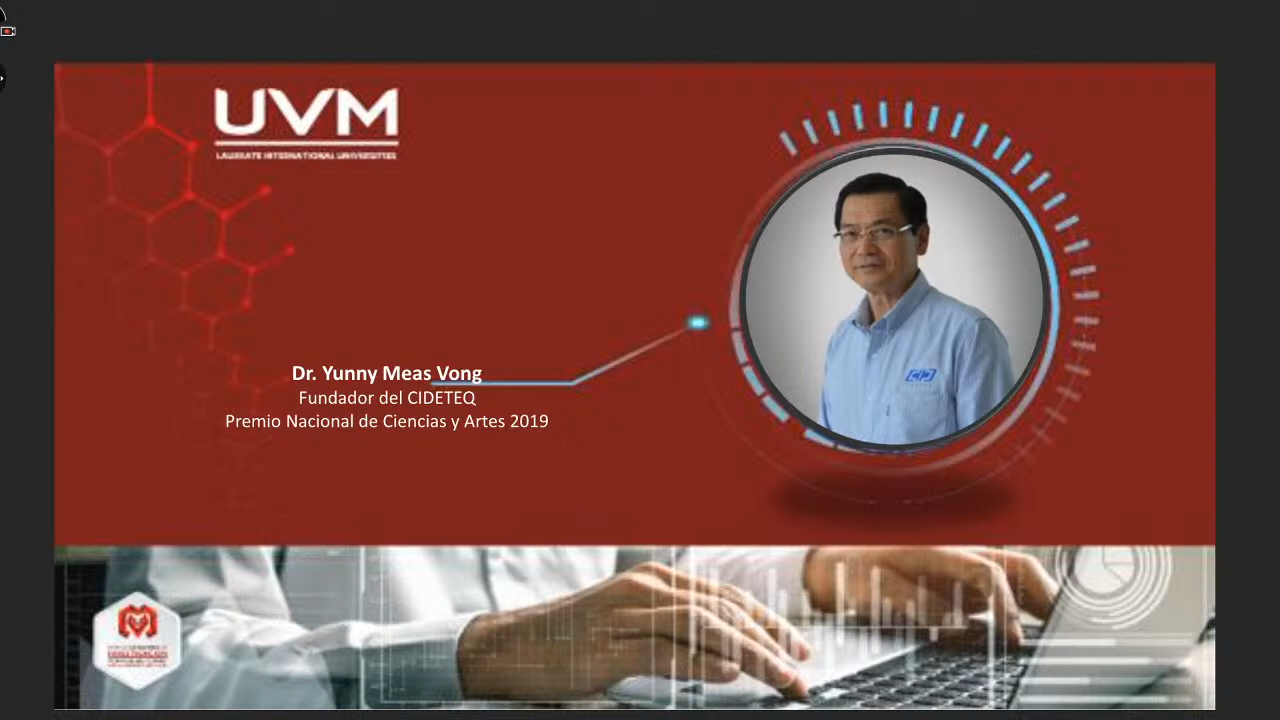 UVM
LAUREATE INTERNATIONAL UNIVERSITIES
Dr. Yunny Meas Vong
Fundador del CIDETEQ
Premio Nacional de Ciencias y Artes 2019